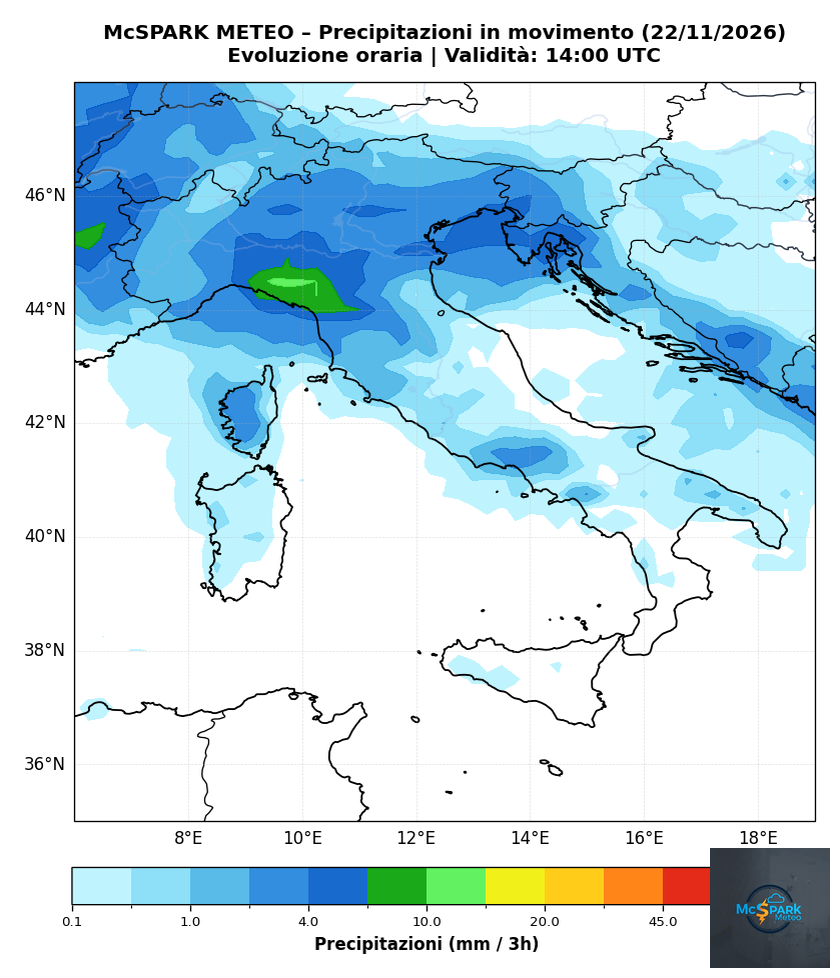 McSPARK METEO – Precipitazioni in movimento (22/11/2026)
Evoluzione oraria | Validità: 14:00 UTC
46°N
44°N
42°N
40°N
38°N
36°N
8°E 10°E 12°E 14°E 16°E 18°E
0.1 1.0 4.0 10.0 20.0 45.0
Precipitazioni (mm / 3h)
McSPARK
Meteo